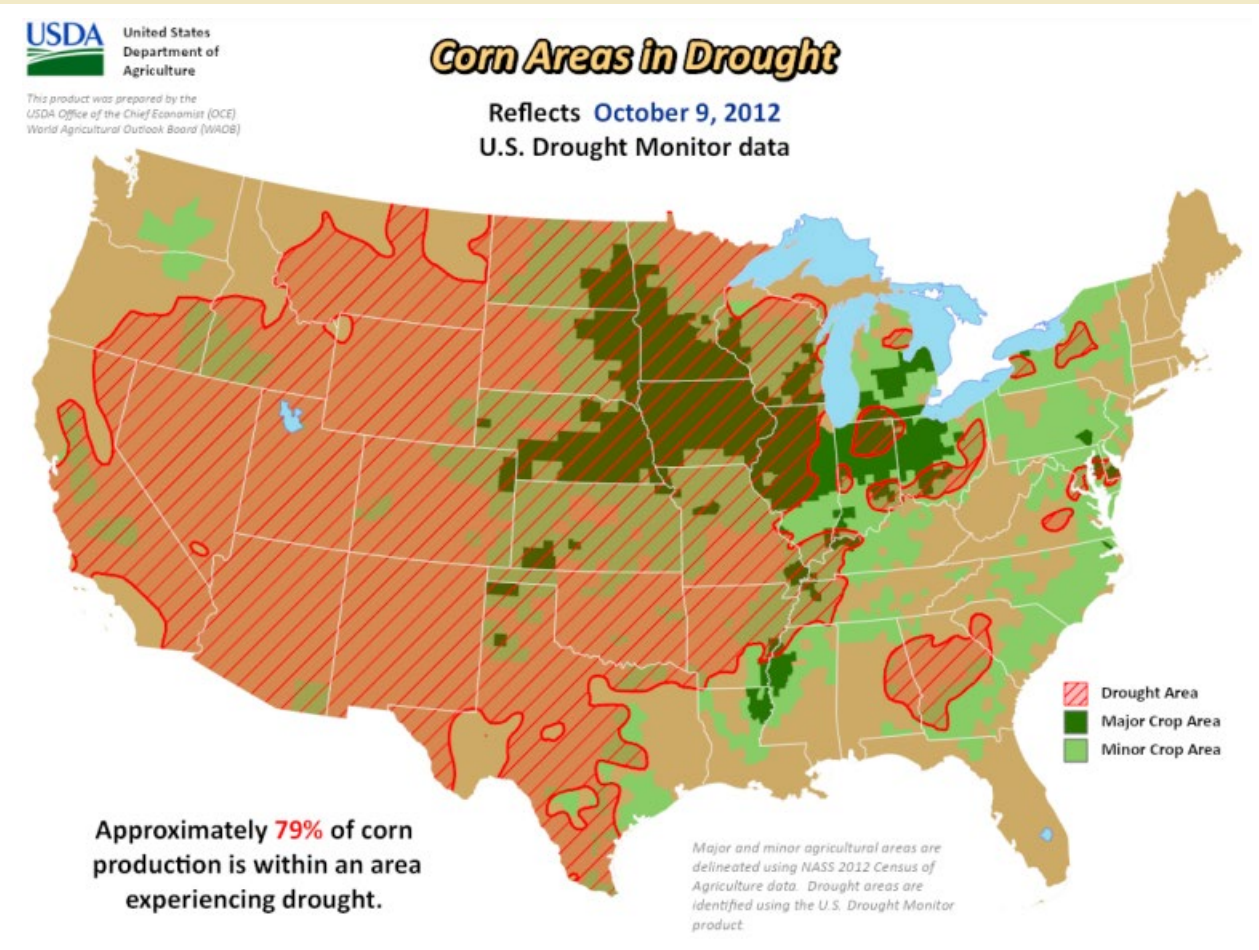 USDA
United States
Department of
Agriculture
This product was prepared by the
USDA Office of the Chief Economist (OCE)
World Agricultural Outlook Board (WAOB)
Corn Areas in Drought
Reflects October 9, 2012
U.S. Drought Monitor data
Drought Area
Major Crop Area
Minor Crop Area
Approximately 79% of corn
production is within an area
experiencing drought.
Major and minor agricultural areas are
delineated using NASS 2012 Census of
Agriculture data. Drought areas are
identified using the U.S. Drought Monitor
product.